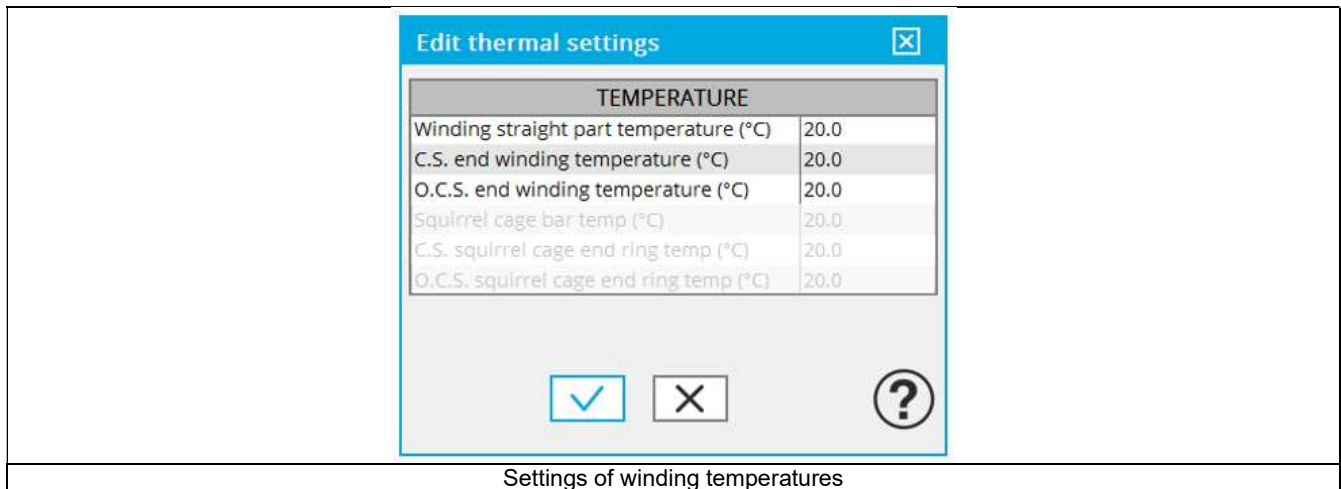 Edit thermal settings
TEMPERATURE
Winding straight part temperature (°C) 20.0
C.S. end winding temperature (°C) 20.0
O.C.S. end winding temperature (°C) 20.0
Squirrel cage bar temp (°C) 20.0
C.S. squirrel cage end ring temp (°C) 20.0
O.C.S. squirrel cage end ring temp (°C) 20.0
?
Settings of winding temperatures